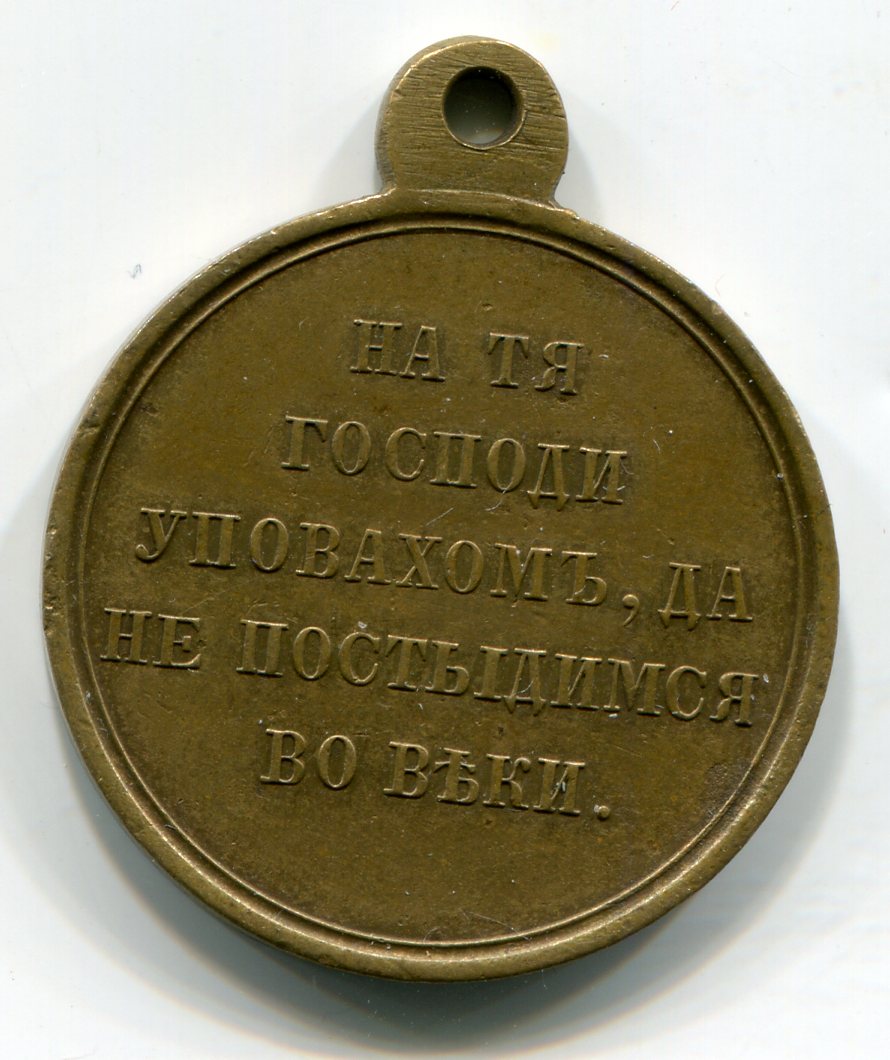 НА ТЯ
ГОСПОДИ
УПОВАХОМЪ, ДА
НЕ ПОСТЫДИМСЯ
ВО ВѢКИ.